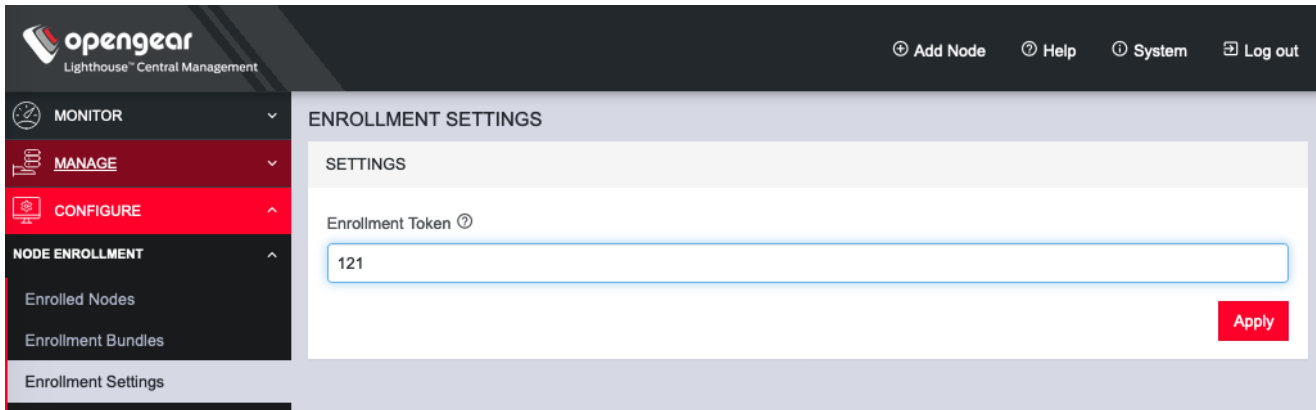 opengear
Lighthouse™ Central Management
Add Node Help System Log out
MONITOR
MANAGE
CONFIGURE
NODE ENROLLMENT
Enrolled Nodes
Enrollment Bundles
Enrollment Settings
ENROLLMENT SETTINGS
SETTINGS
Enrollment Token
121
Apply